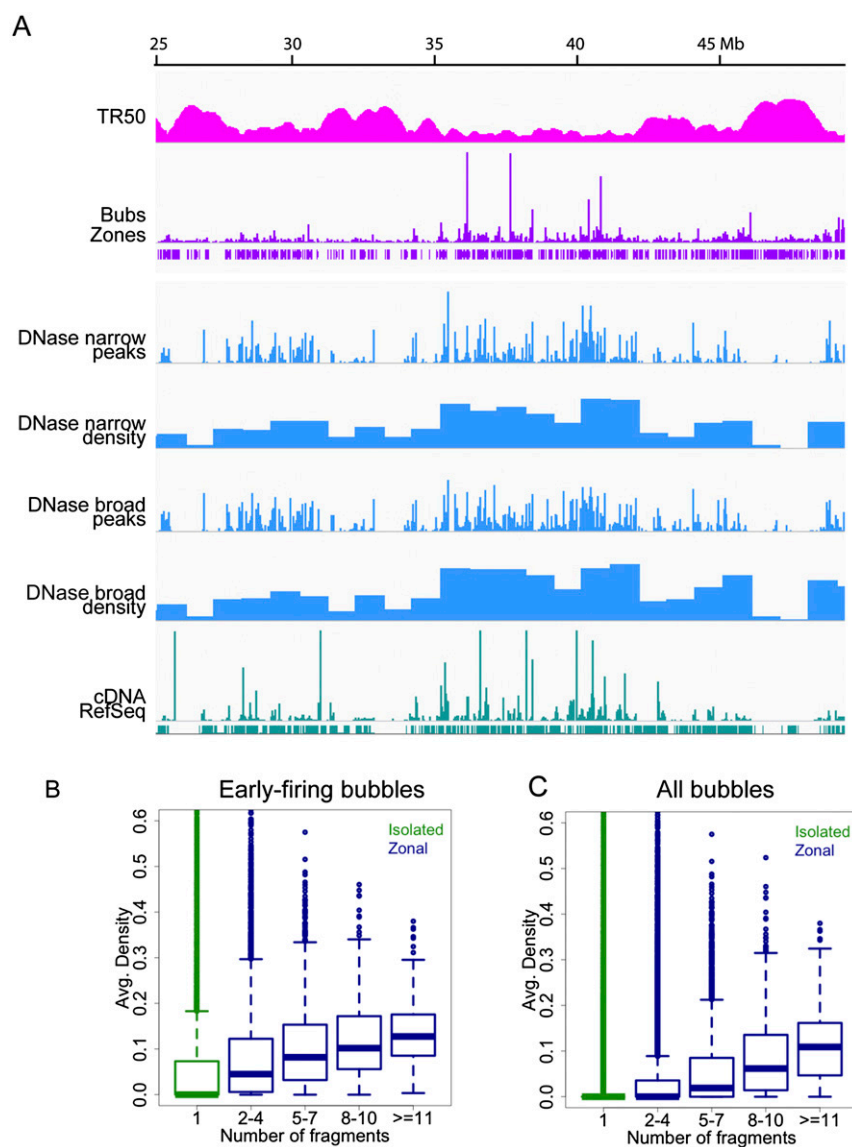 A
25 30 35 40 45 Mb
TR50
Bubs
Zones
DNase narrow
peaks
DNase narrow
density
DNase broad
peaks
DNase broad
density
cDNA
RefSeq
B
Early-firing bubbles
Isolated
Zonal
Avg. Density
0.0 0.1 0.2 0.3 0.4 0.5 0.6
1 2-4 5-7 8-10 >=11
Number of fragments
C
All bubbles
Isolated
Zonal
Avg. Density
0.0 0.1 0.2 0.3 0.4 0.5 0.6
1 2-4 5-7 8-10 >=11
Number of fragments